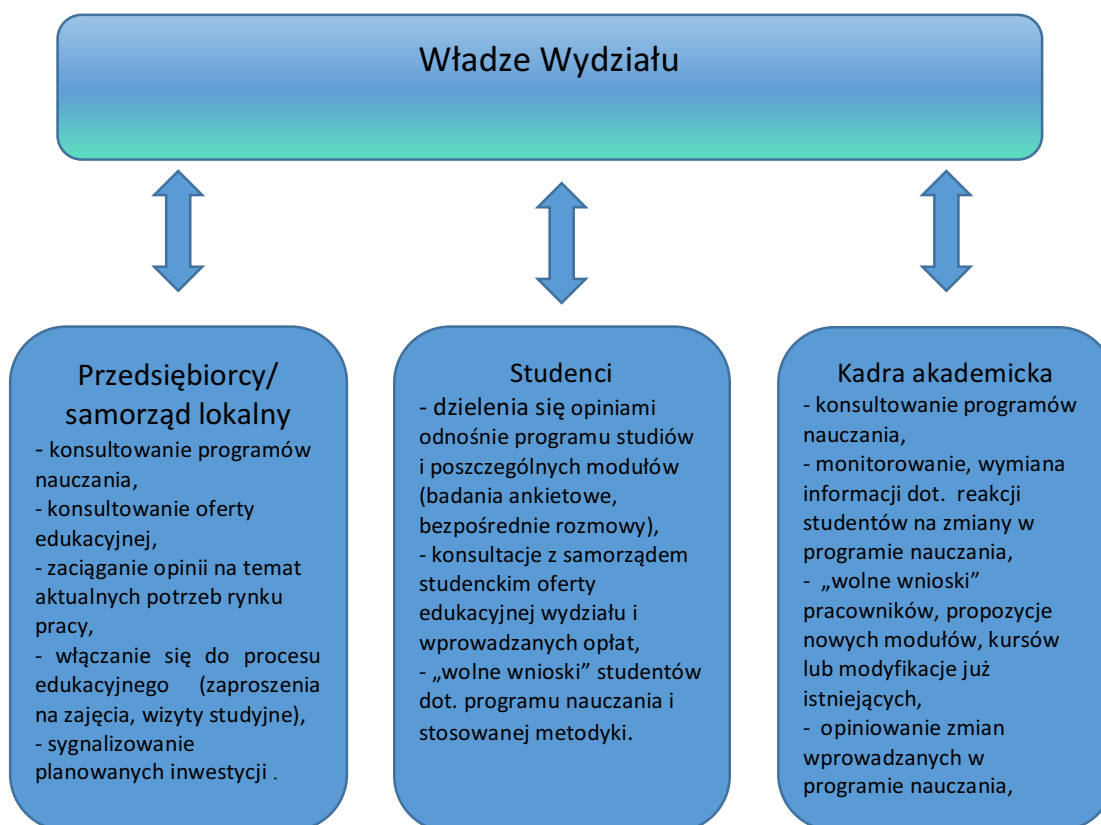 Władze Wydziału
Przedsiębiorcy/
samorząd lokalny
- konsultowanie programów
nauczania,
- konsultowanie oferty
edukacyjnej,
- zaciąganie opinii na temat
aktualnych potrzeb rynku
pracy,
- włączanie się do procesu
edukacyjnego (zaproszenia
na zajęcia, wizyty studyjne),
- sygnalizowanie
planowanych inwestycji .
Studenci
- dzielenia się opiniami
odnośnie programu studiów
i poszczególnych modułów
(badania ankietowe,
bezpośrednie rozmowy),
- konsultacje z samorządem
studenckim oferty
edukacyjnej wydziału i
wprowadzanych opłat,
- „wolne wnioski” studentów
dot. programu nauczania i
stosowanej metodyki.
Kadra akademicka
- konsultowanie programów
nauczania,
- monitorowanie, wymiana
informacji dot. reakcji
studentów na zmiany w
programie nauczania,
- „wolne wnioski”
pracowników, propozycje
nowych modułów, kursów
lub modyfikacje już
istniejących,
- opiniowanie zmian
wprowadzanych w
programie nauczania,